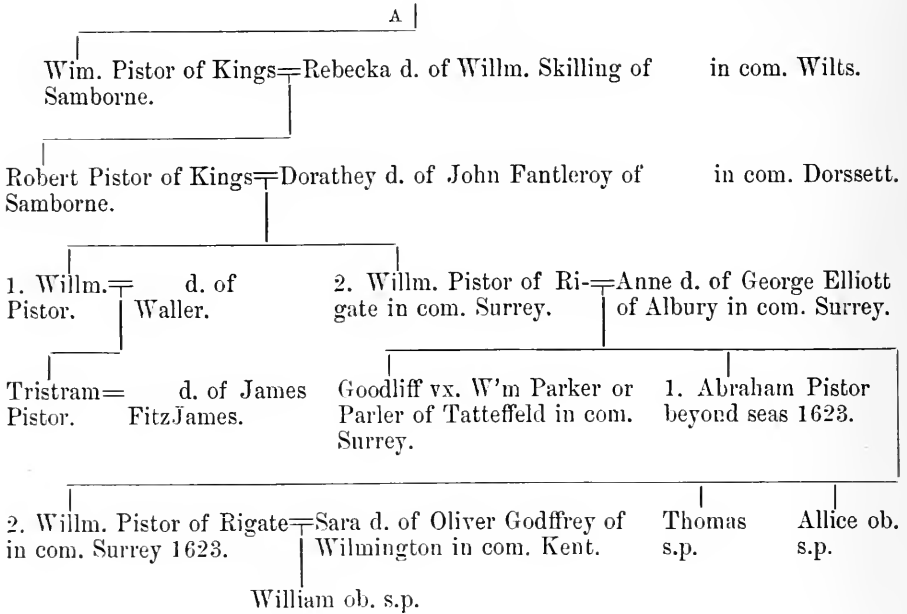 A
Wim. Pistor of Kings=Rebecka d. of Willm. Skilling of in com. Wilts.
Samborne.
Robert Pistor of Kings=Dorathey d. of John Fantleroy of in com. Dorssett.
Samborne.
1. Willm.= d. of
Pistor. Waller.
2. Willm. Pistor of Ri-=Anne d. of George Elliott
gate in com. Surrey. of Albury in com. Surrey.
Tristram= d. of James
Pistor. FitzJames.
Goodliff vx. W'm Parker or
Parler of Tatteffeld in com.
Surrey.
1. Abraham Pistor
beyond seas 1623.
2. Willm. Pistor of Rigate=Sara d. of Oliver Godffrey of
in com. Surrey 1623. Wilmington in com. Kent.
Thomas
s.p.
Allice ob.
s.p.
William ob. s.p.